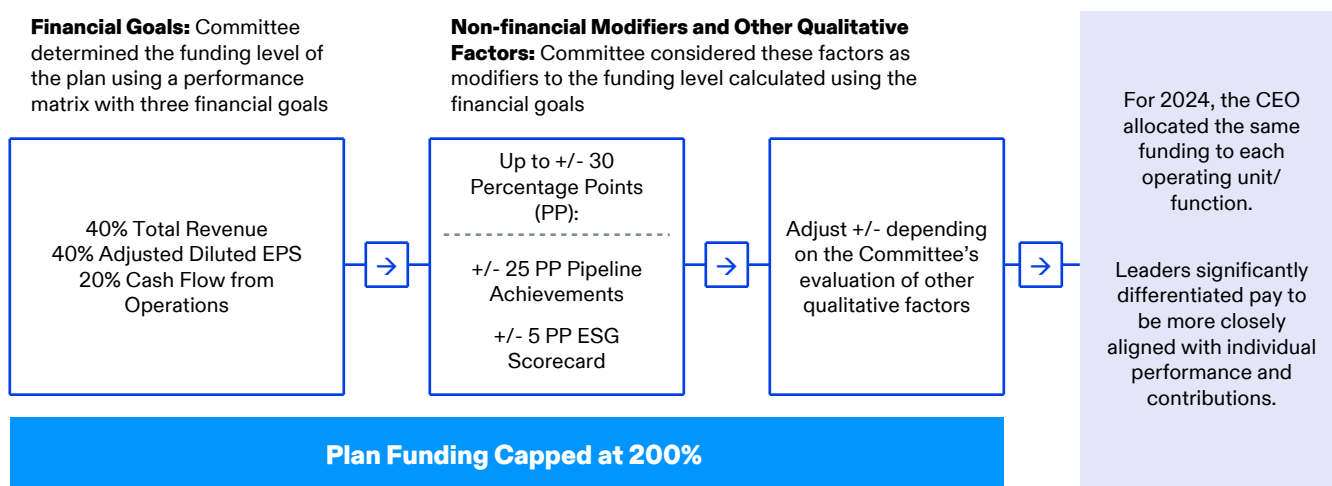 Financial Goals: Committee
determined the funding level of
the plan using a performance
matrix with three financial goals
Non-financial Modifiers and Other Qualitative
Factors: Committee considered these factors as
modifiers to the funding level calculated using the
financial goals
40% Total Revenue
40% Adjusted Diluted EPS
20% Cash Flow from
Operations
Up to +/- 30
Percentage Points
(PP):
+/- 25 PP Pipeline
Achievements
+/- 5 PP ESG
Scorecard
Adjust +/- depending
on the Committee’s
evaluation of other
qualitative factors
For 2024, the CEO
allocated the same
funding to each
operating unit/
function.
Leaders significantly
differentiated pay to
be more closely
aligned with individual
performance and
contributions.
Plan Funding Capped at 200%